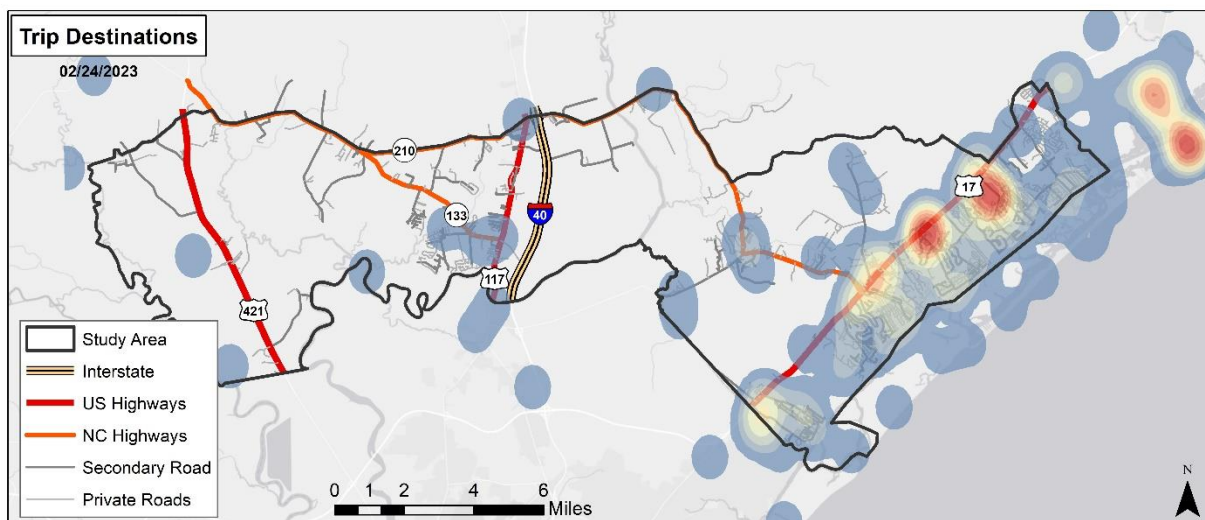 Trip Destinations
02/24/2023
210
133
40
117
421
17
Study Area
Interstate
US Highways
NC Highways
Secondary Road
Private Roads
0 1 2 4 6
Miles
N